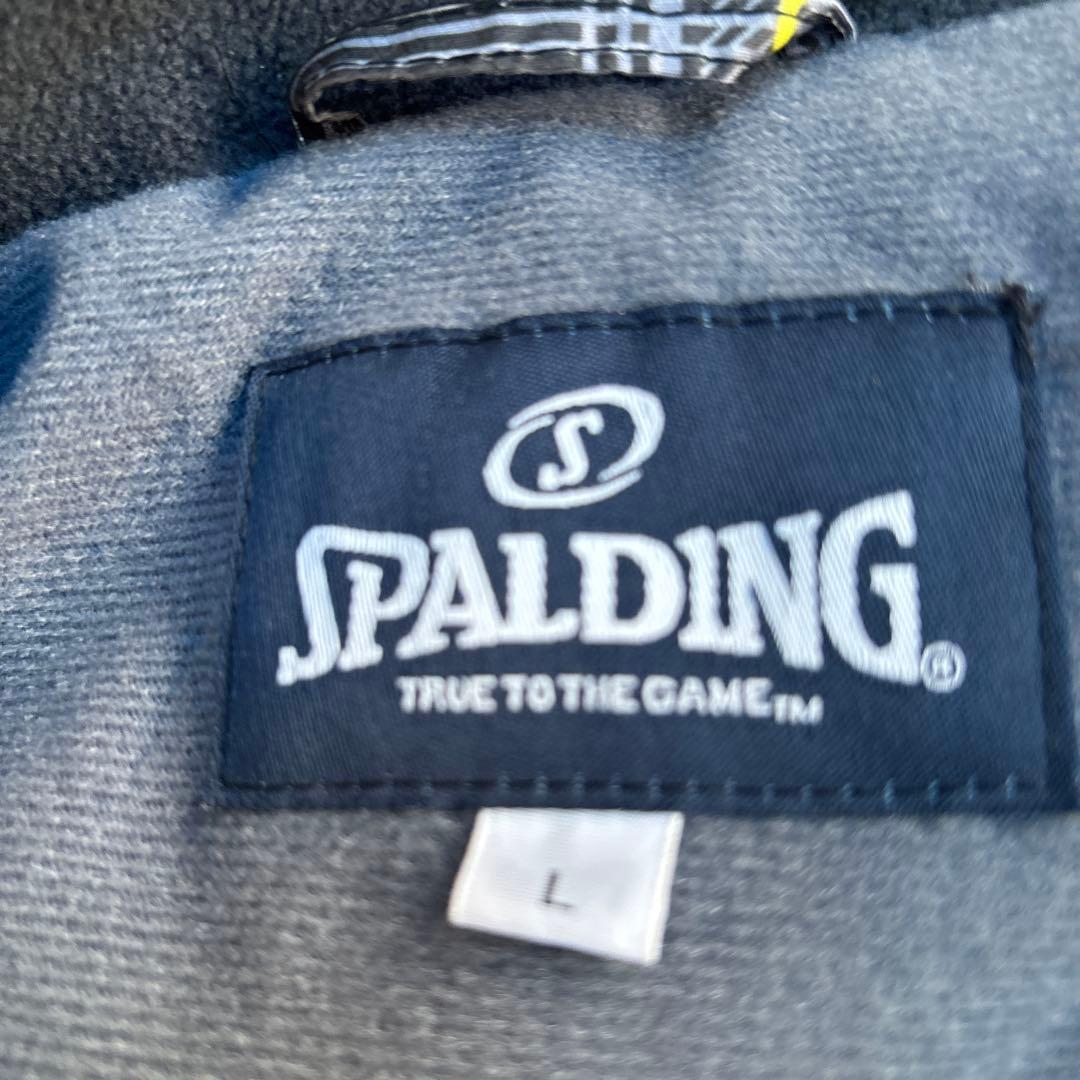 S
SPALDING®
TRUE TO THE GAME™
L